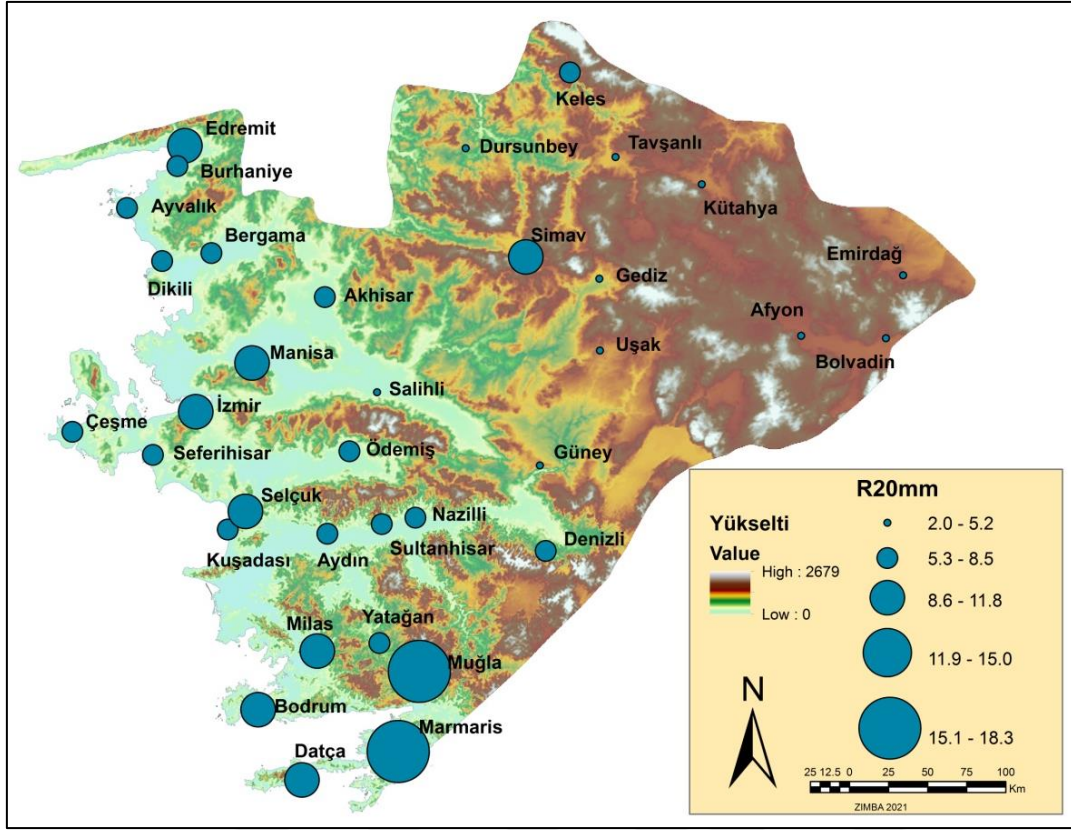 Keles
Edremit
Dursunbey
Tavşanlı
Burhaniye
Kütahya
Ayvalık
Simav
Bergama
Emirdağ
Gediz
Dikili
Akhisar
Afyon
Uşak
Bolvadin
Manisa
Salihli
İzmir
Çeşme
Seferihisar
Ödemiş
Güney
Selçuk
Nazilli
Kuşadası
Aydın
Sultanhisar
Denizli
Milas
Yatağan
Muğla
Bodrum
Marmaris
Datça
R20mm
Yükselti
Value
High : 2679
Low : 0
2.0 - 5.2
5.3 - 8.5
8.6 - 11.8
11.9 - 15.0
15.1 - 18.3
N
25 12.5 0 25 50 75 100
Km
ZIMBA 2021